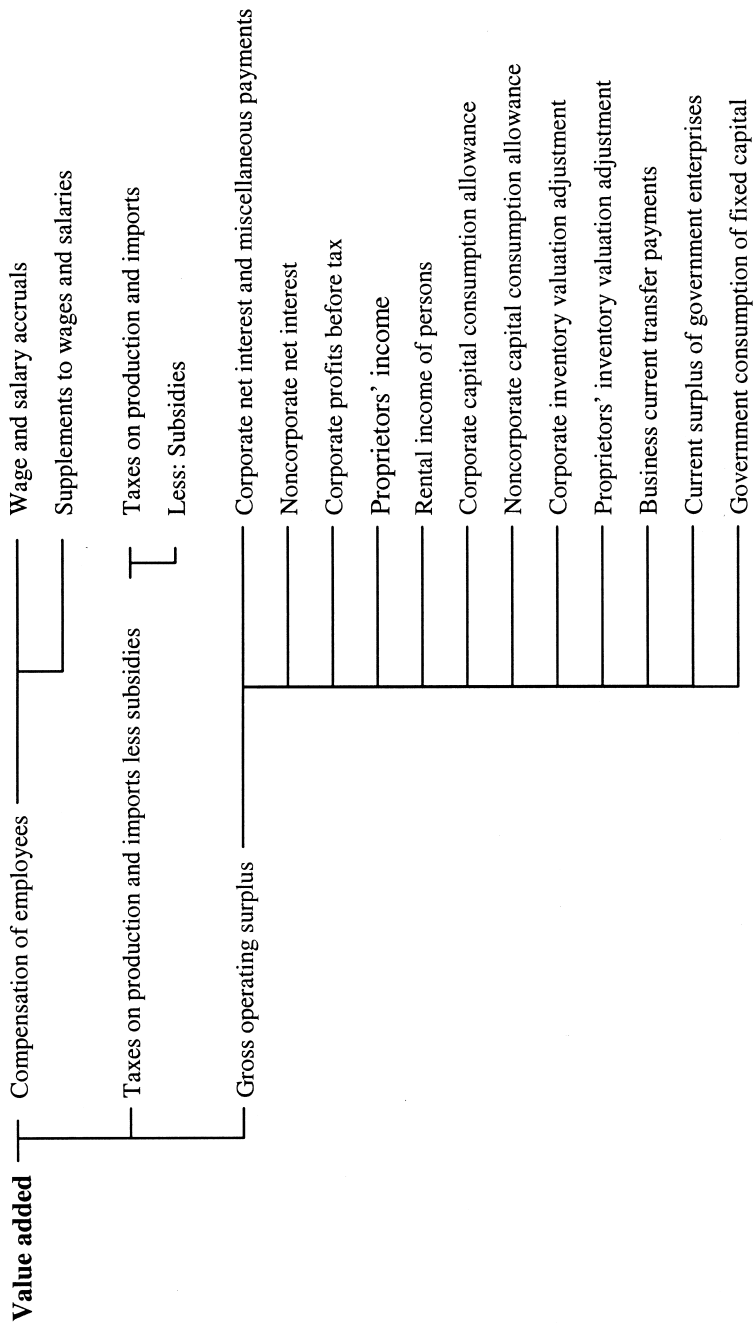 Value added
Compensation of employees
Wage and salary accruals
Supplements to wages and salaries
Taxes on production and imports less subsidies
Taxes on production and imports
Less: Subsidies
Gross operating surplus
Corporate net interest and miscellaneous payments
Noncorporate net interest
Corporate profits before tax
Proprietors’ income
Rental income of persons
Corporate capital consumption allowance
Noncorporate capital consumption allowance
Corporate inventory valuation adjustment
Proprietors’ inventory valuation adjustment
Business current transfer payments
Current surplus of government enterprises
Government consumption of fixed capital